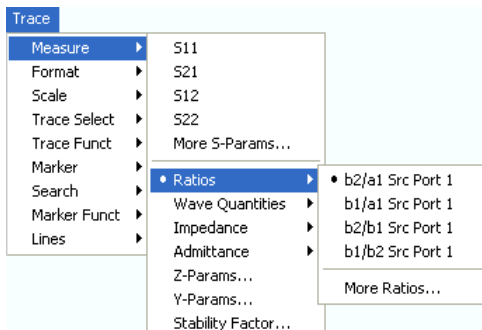 Trace
Measure
Format
Scale
Trace Select
Trace Funct
Marker
Search
Marker Funct
Lines
S11
S21
S12
S22
More S-Params...
Ratios
Wave Quantities
Impedance
Admittance
Z-Params...
Y-Params...
Stability Factor...
b2/a1 Src Port 1
b1/a1 Src Port 1
b2/b1 Src Port 1
b1/b2 Src Port 1
More Ratios...